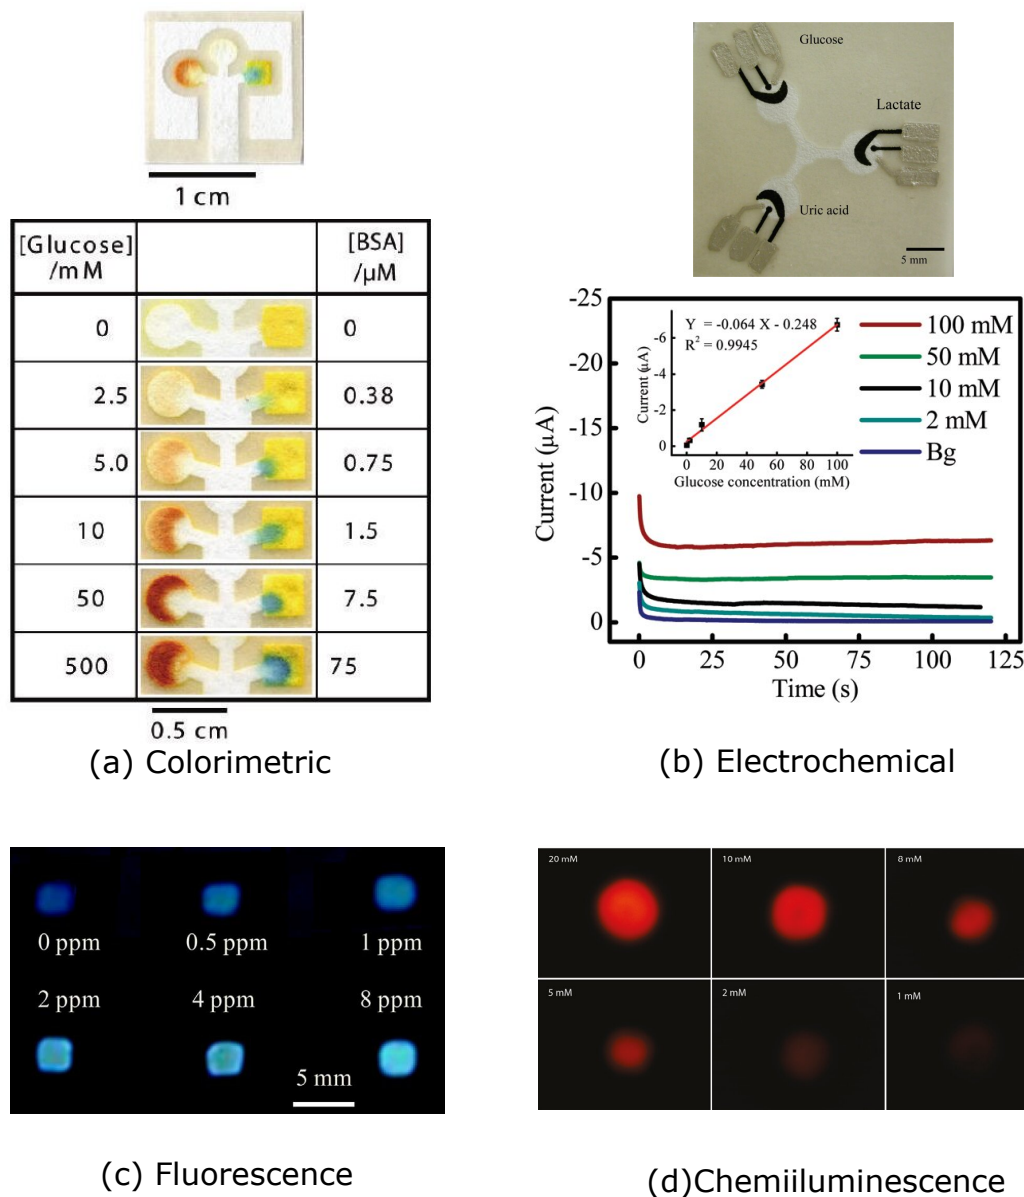 1 cm
[Glucose] [BSA]
/mM /µM
0 0
2.5 0.38
5.0 0.75
10 1.5
50 7.5
500 75
0.5 cm
(a) Colorimetric
Glucose
Lactate
Uric acid
5 mm
-25
-20
-15
-10
-5
0
Current (µA)
Y = -0.064 X - 0.248
R² = 0.9945
-6
-4
-2
0
Current (µA)
0 20 40 60 80 100
Glucose concentration (mM)
100 mM
50 mM
10 mM
2 mM
Bg
0 25 50 75 100 125
Time (s)
(b) Electrochemical
0 ppm 0.5 ppm 1 ppm
2 ppm 4 ppm 8 ppm
5 mm
(c) Fluorescence
20 mM 10 mM 8 mM
5 mM 2 mM 1 mM
(d)Chemiiluminescence